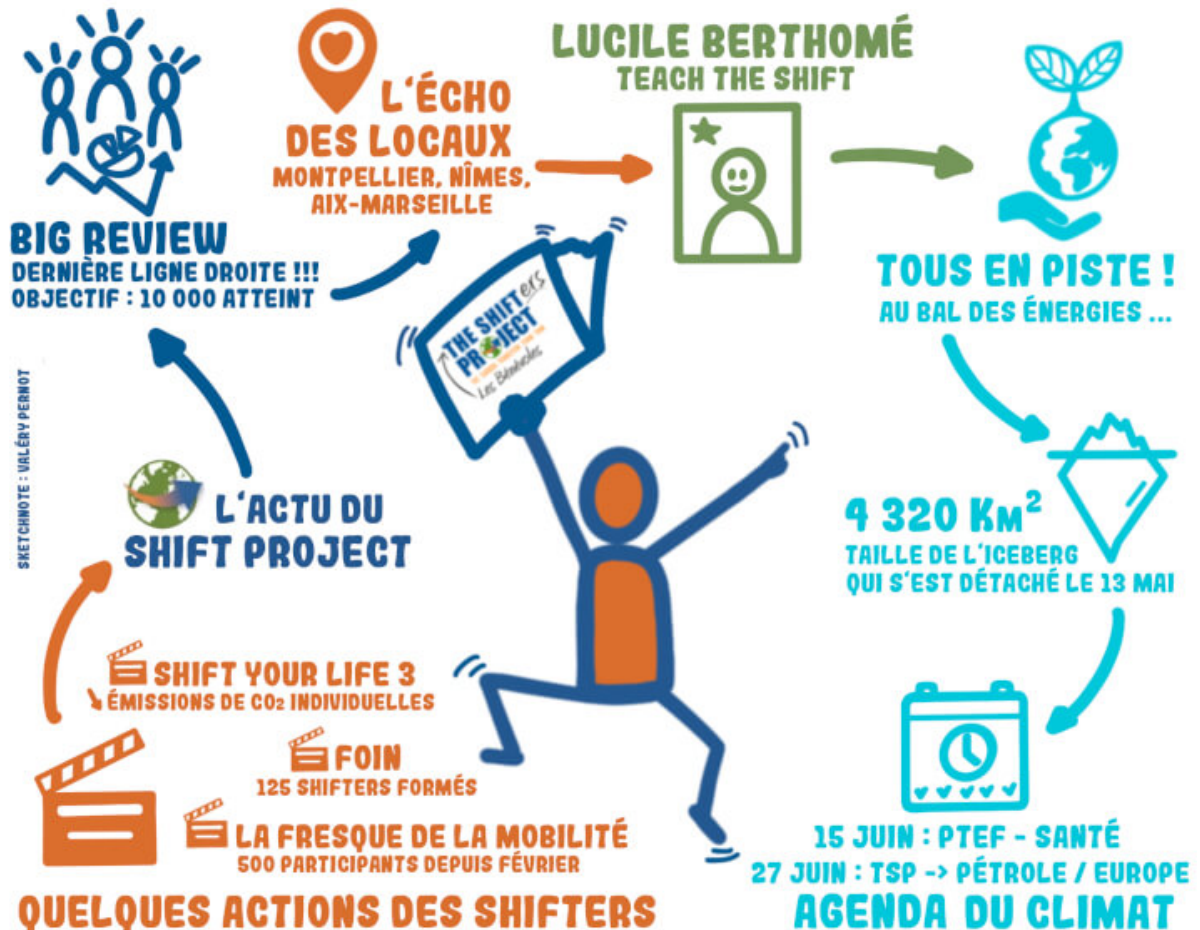 QUELQUES ACTIONS DES SHIFTERS
LA FRESQUE DE LA MOBILITÉ
500 PARTICIPANTS DEPUIS FÉVRIER
FOIN
125 SHIFTERS FORMÉS
SHIFT YOUR LIFE 3
↘ ÉMISSIONS DE CO₂ INDIVIDUELLES
L'ACTU DU
SHIFT PROJECT
BIG REVIEW
DERNIÈRE LIGNE DROITE !!!
OBJECTIF : 10 000 ATTEINT
L'ÉCHO
DES LOCAUX
MONTPELLIER, NÎMES,
AIX-MARSEILLE
LUCILE BERTHOMÉ
TEACH THE SHIFT
TOUS EN PISTE !
AU BAL DES ÉNERGIES ...
4 320 KM²
TAILLE DE L'ICEBERG
QUI S'EST DÉTACHÉ LE 13 MAI
15 JUIN : PTEF - SANTÉ
27 JUIN : TSP -> PÉTROLE / EUROPE
AGENDA DU CLIMAT
THE SHIFTers
PROJECT
Les Bénévoles
SKETCHNOTE : VALÉRY PERNOT